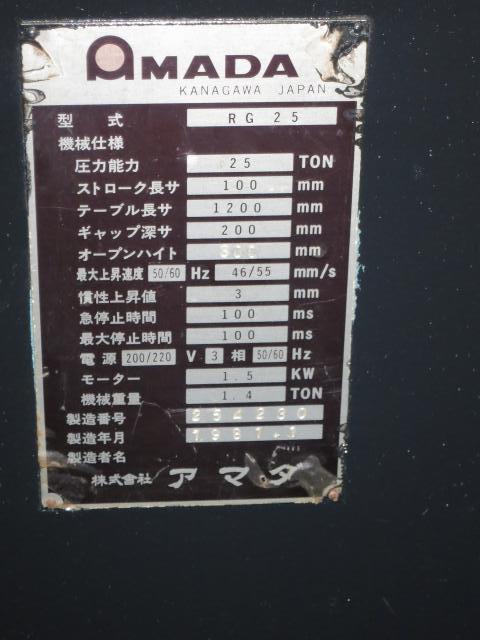 AMADA
KANAGAWA JAPAN
型式 RG 25
機械仕様
圧力能力 25 TON
ストローク長サ 100 mm
テーブル長サ 1200 mm
ギャップ深サ 200 mm
オープンハイト 300 mm
最大上昇速度 50/60 Hz 46/55 mm/s
慣性上昇値 3 mm
急停止時間 100 ms
最大停止時間 100 ms
電源 200/220 V 3 相 50/60 Hz
モーター 1.5 KW
機械重量 1.4 TON
製造番号 254230
製造年月
製造者名
株式会社 アマダ